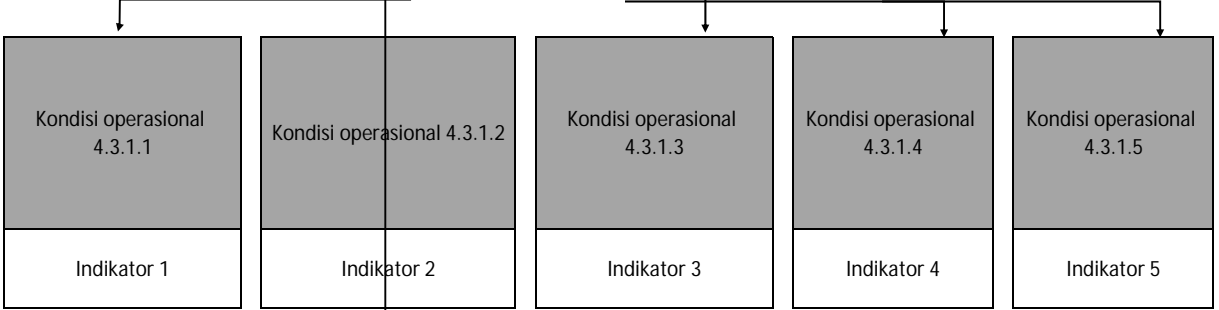 Kondisi operasional
4.3.1.1
Kondisi operasional 4.3.1.2
Kondisi operasional
4.3.1.3
Kondisi operasional
4.3.1.4
Kondisi operasional
4.3.1.5
Indikator 1
Indikator 2
Indikator 3
Indikator 4
Indikator 5